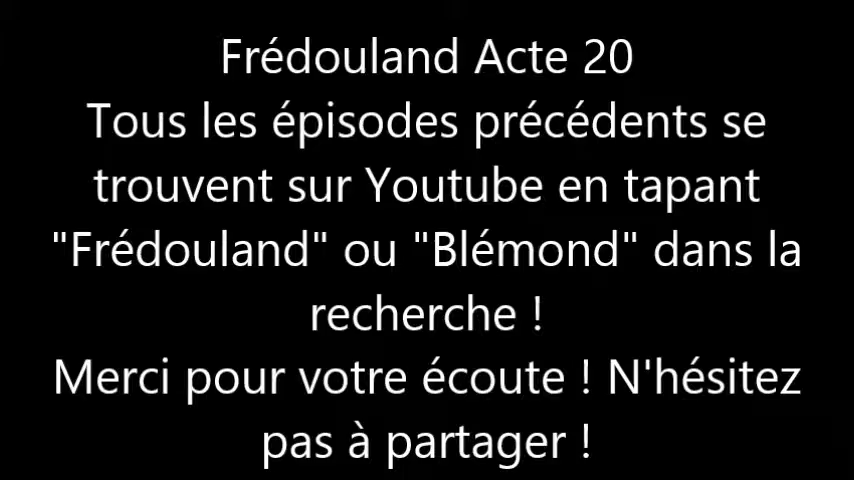 Frédouland Acte 20
Tous les épisodes précédents se
trouvent sur Youtube en tapant
"Frédouland" ou "Blémond" dans la
recherche !
Merci pour votre écoute ! N'hésitez
pas à partager !